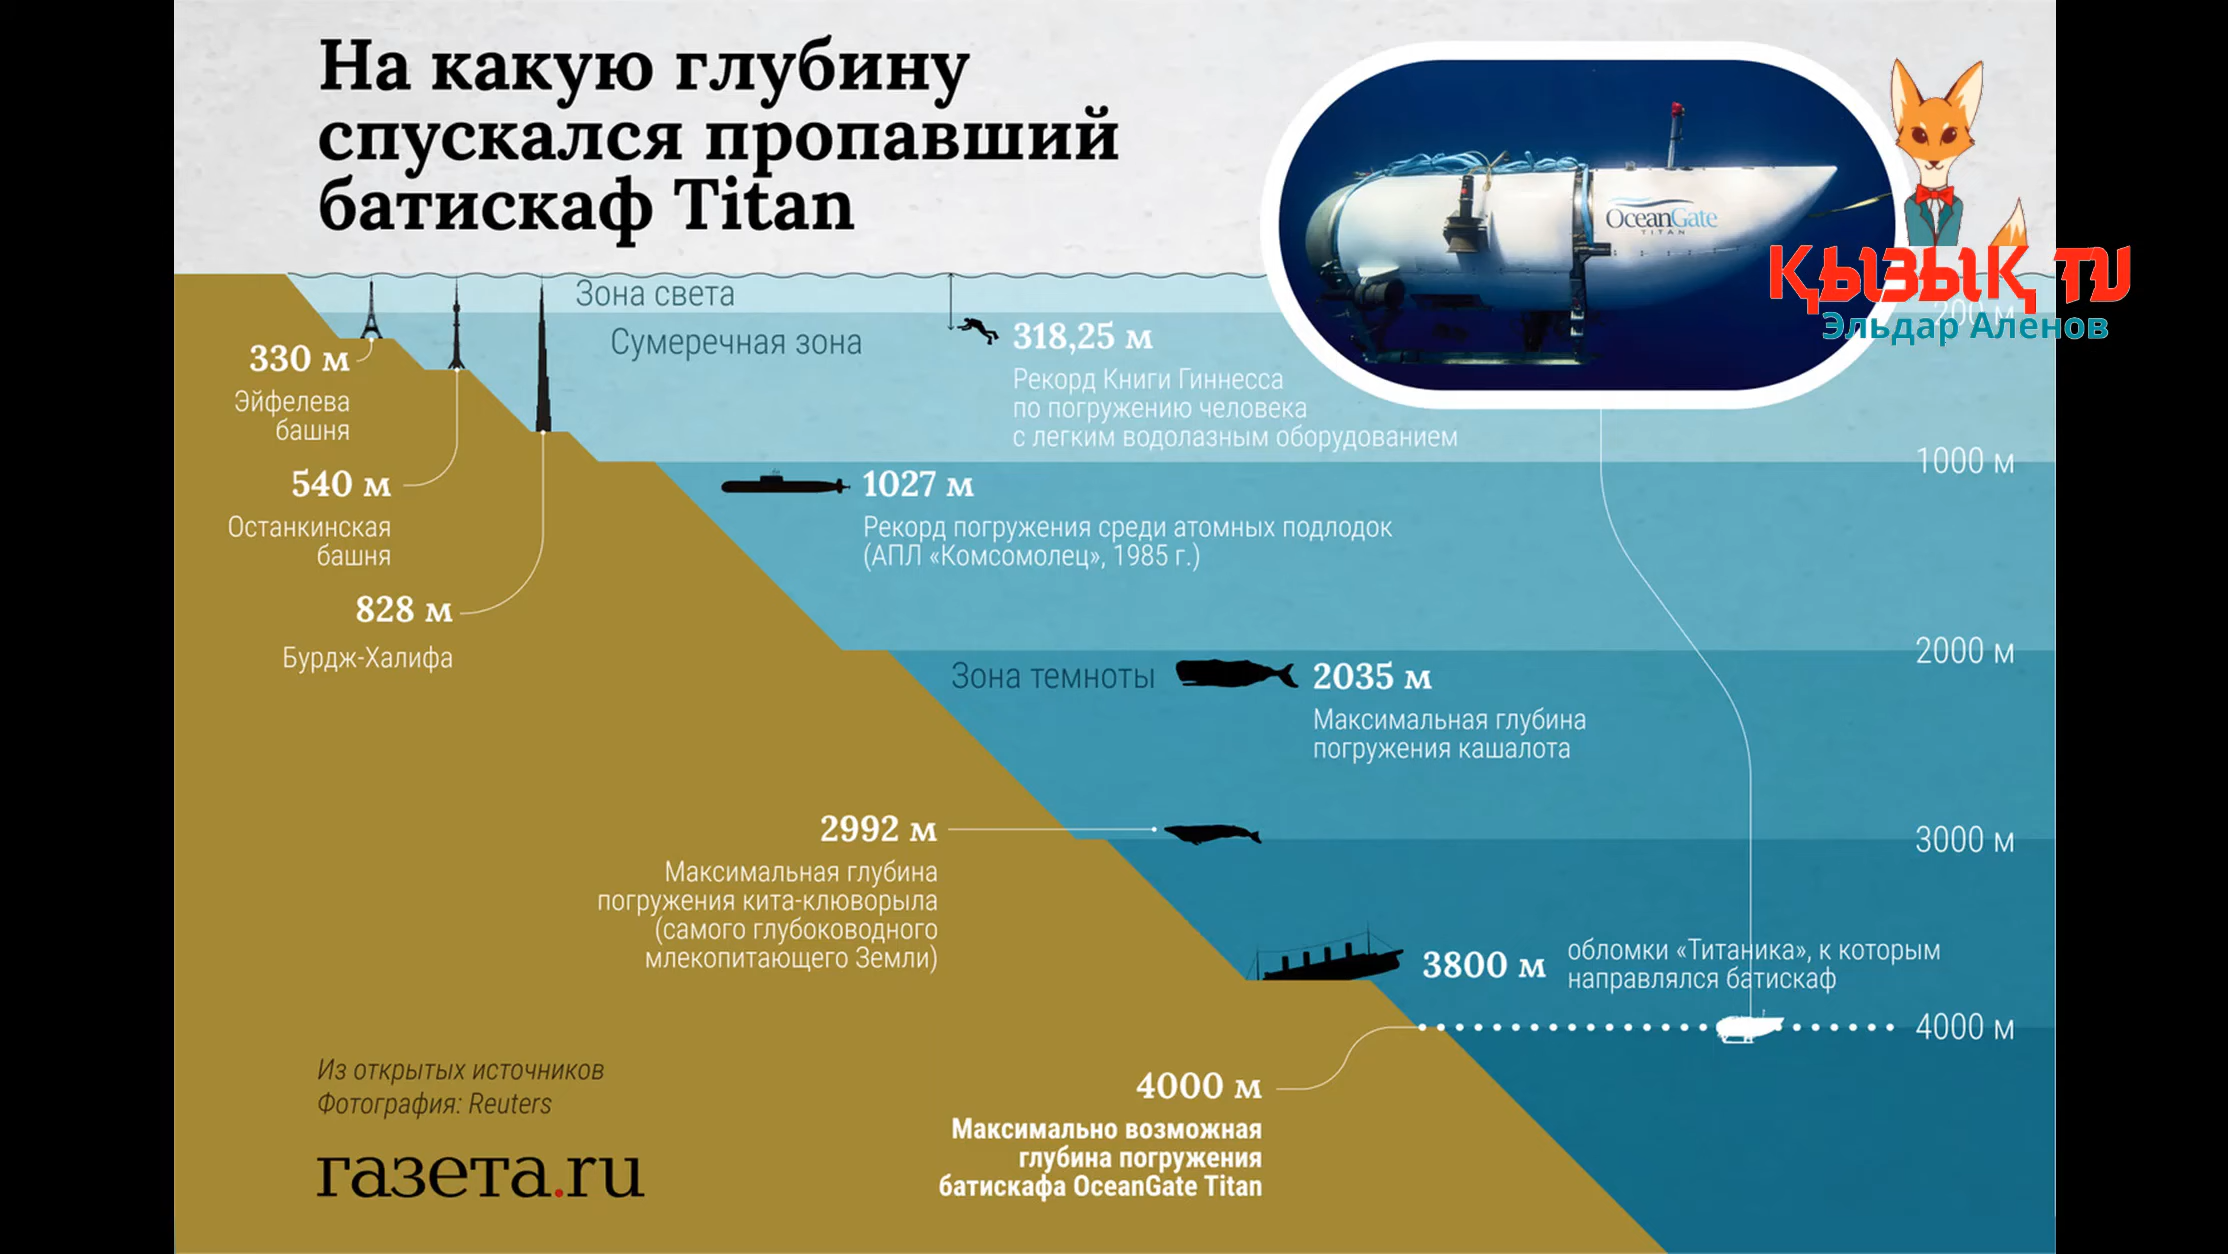 На какую глубину
спускался пропавший
батискаф Titan
OceanGate
TITAN
ҚЫЗЫҚ TV
Эльдар Аленов
200 м
Зона света
Сумеречная зона
318,25 м
Рекорд Книги Гиннесса
по погружению человека
с легким водолазным оборудованием
330 м
Эйфелева
башня
540 м
Останкинская
башня
828 м
Бурдж-Халифа
1000 м
1027 м
Рекорд погружения среди атомных подлодок
(АПЛ «Комсомолец», 1985 г.)
2000 м
Зона темноты
2035 м
Максимальная глубина
погружения кашалота
2992 м
Максимальная глубина
погружения кита-клюворыла
(самого глубоководного
млекопитающего Земли)
3000 м
3800 м
обломки «Титаника», к которым
направлялся батискаф
4000 м
4000 м
Максимально возможная
глубина погружения
батискафа OceanGate Titan
Из открытых источников
Фотография: Reuters
газета.ru